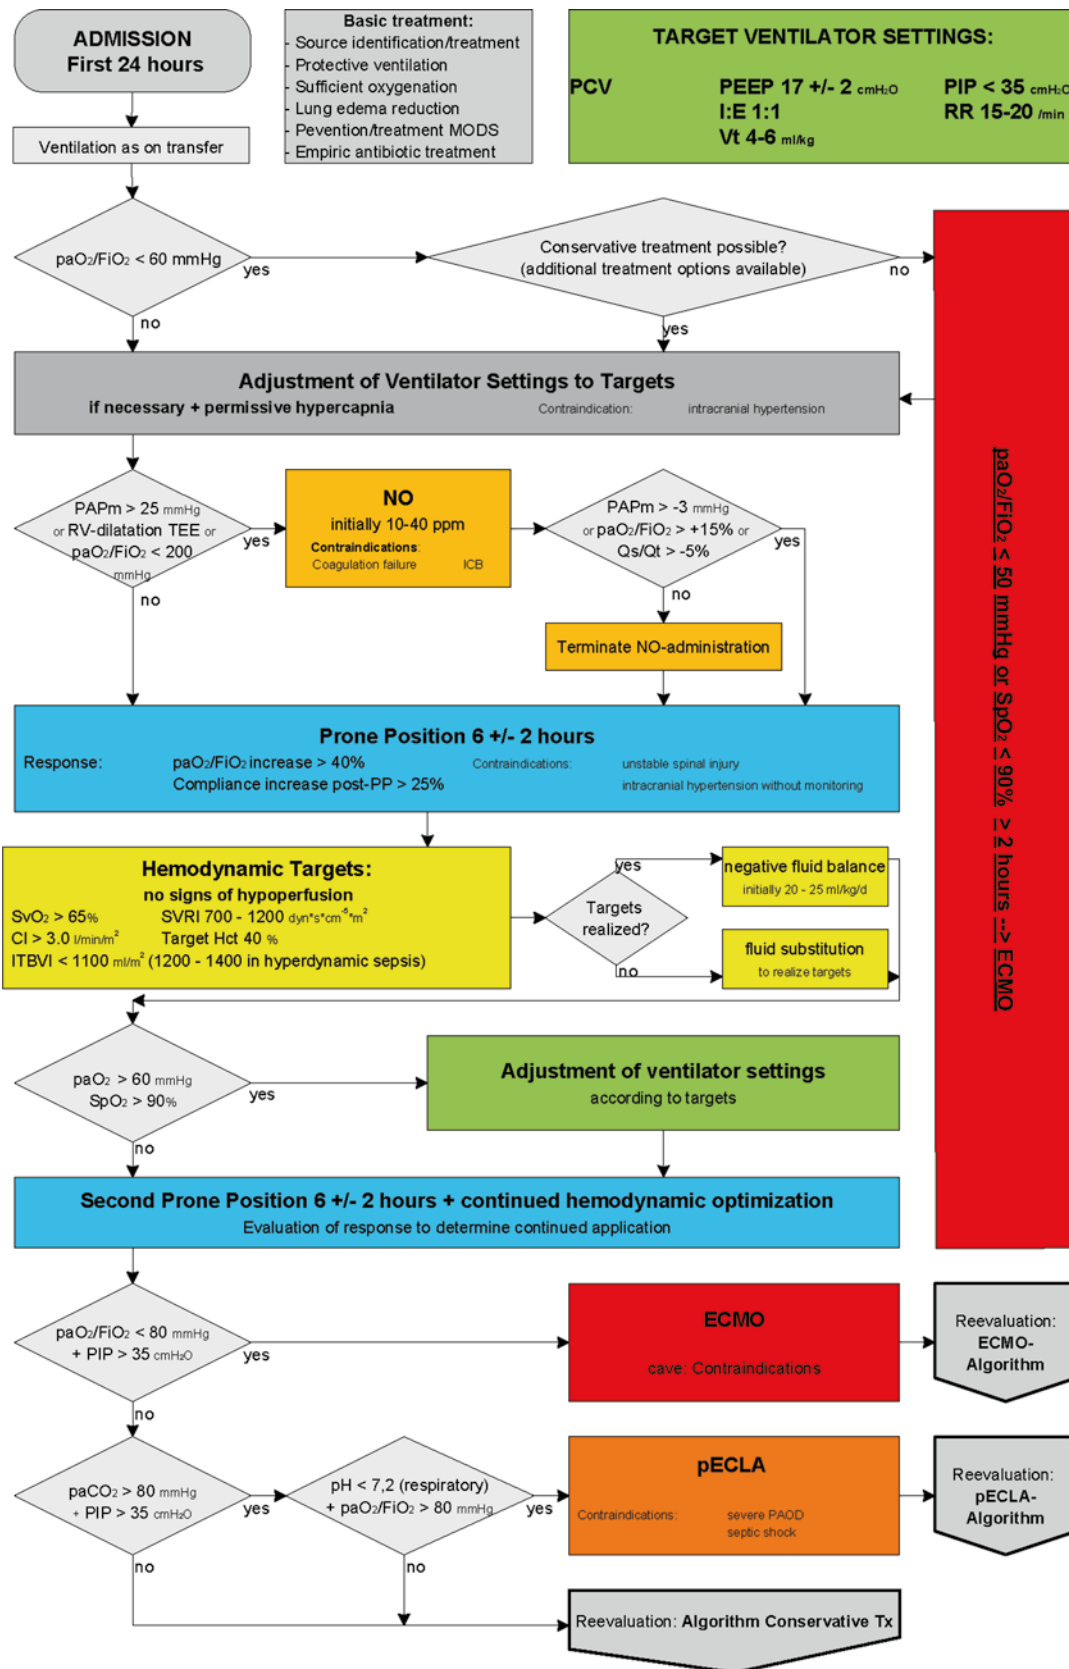 ADMISSION
First 24 hours
Basic treatment:
- Source identification/treatment
- Protective ventilation
- Sufficient oxygenation
- Lung edema reduction
- Pevention/treatment MODS
- Empiric antibiotic treatment
TARGET VENTILATOR SETTINGS:
PCV PEEP 17 +/- 2 cmH₂O PIP < 35 cmH₂O
I:E 1:1 RR 15-20 /min
Vt 4-6 ml/kg
Ventilation as on transfer
paO₂/FiO₂ < 60 mmHg
yes
no
Conservative treatment possible?
(additional treatment options available)
no
yes
Adjustment of Ventilator Settings to Targets
if necessary + permissive hypercapnia Contraindication: intracranial hypertension
paO₂/FiO₂ < 50 mmHg or SpO₂ < 90% > 2 hours --> ECMO
PAPm > 25 mmHg
or RV-dilatation TEE or
paO₂/FiO₂ < 200
mmHg
yes
no
NO
initially 10-40 ppm
Contraindications:
Coagulation failure ICB
PAPm > -3 mmHg
or paO₂/FiO₂ > +15% or
Qs/Qt > -5%
yes
no
Terminate NO-administration
Prone Position 6 +/- 2 hours
Response: paO₂/FiO₂ increase > 40% Contraindications: unstable spinal injury
Compliance increase post-PP > 25% intracranial hypertension without monitoring
Hemodynamic Targets:
no signs of hypoperfusion
SvO₂ > 65% SVRI 700 - 1200 dyn*s*cm⁻⁵*m²
CI > 3.0 l/min/m² Target Hct 40 %
ITBVI < 1100 ml/m² (1200 - 1400 in hyperdynamic sepsis)
Targets
realized?
yes
no
negative fluid balance
initially 20 - 25 ml/kg/d
fluid substitution
to realize targets
paO₂ > 60 mmHg
SpO₂ > 90%
yes
no
Adjustment of ventilator settings
according to targets
Second Prone Position 6 +/- 2 hours + continued hemodynamic optimization
Evaluation of response to determine continued application
paO₂/FiO₂ < 80 mmHg
+ PIP > 35 cmH₂O
yes
no
ECMO
cave: Contraindications
Reevaluation:
ECMO-
Algorithm
paCO₂ > 80 mmHg
+ PIP > 35 cmH₂O
yes
no
pH < 7,2 (respiratory)
+ paO₂/FiO₂ > 80 mmHg
yes
no
pECLA
Contraindications: severe PAOD
septic shock
Reevaluation:
pECLA-
Algorithm
Reevaluation: Algorithm Conservative Tx